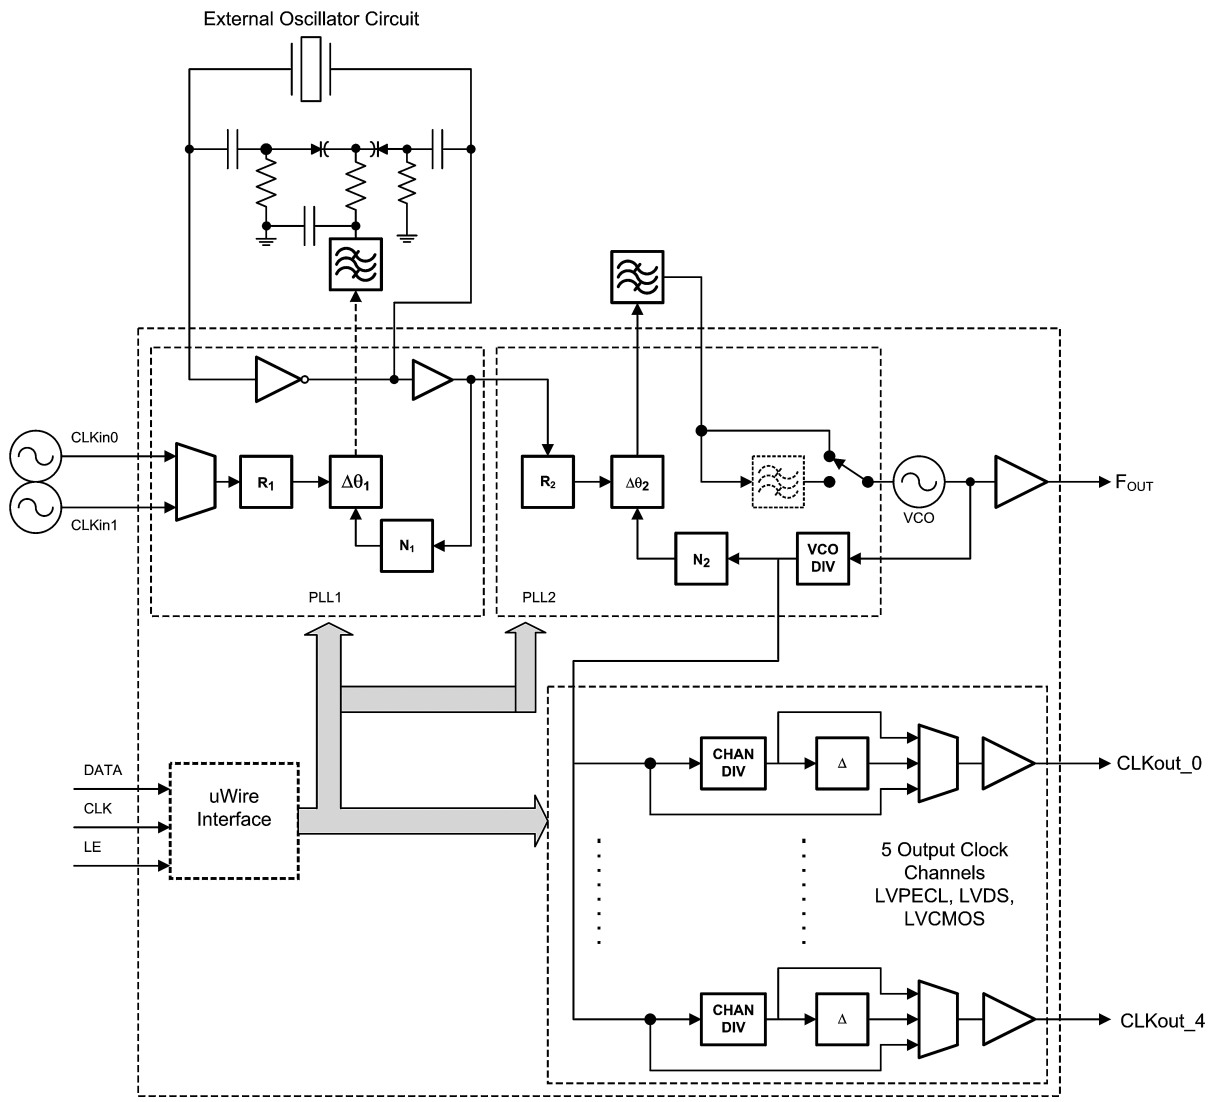 External Oscillator Circuit
CLKin0
CLKin1
R1
Δθ1
N1
PLL1
R2
Δθ2
N2
VCO
DIV
PLL2
VCO
FOUT
DATA
CLK
LE
uWire
Interface
CHAN
DIV
Δ
CLKout_0
5 Output Clock
Channels
LVPECL, LVDS,
LVCMOS
CHAN
DIV
Δ
CLKout_4